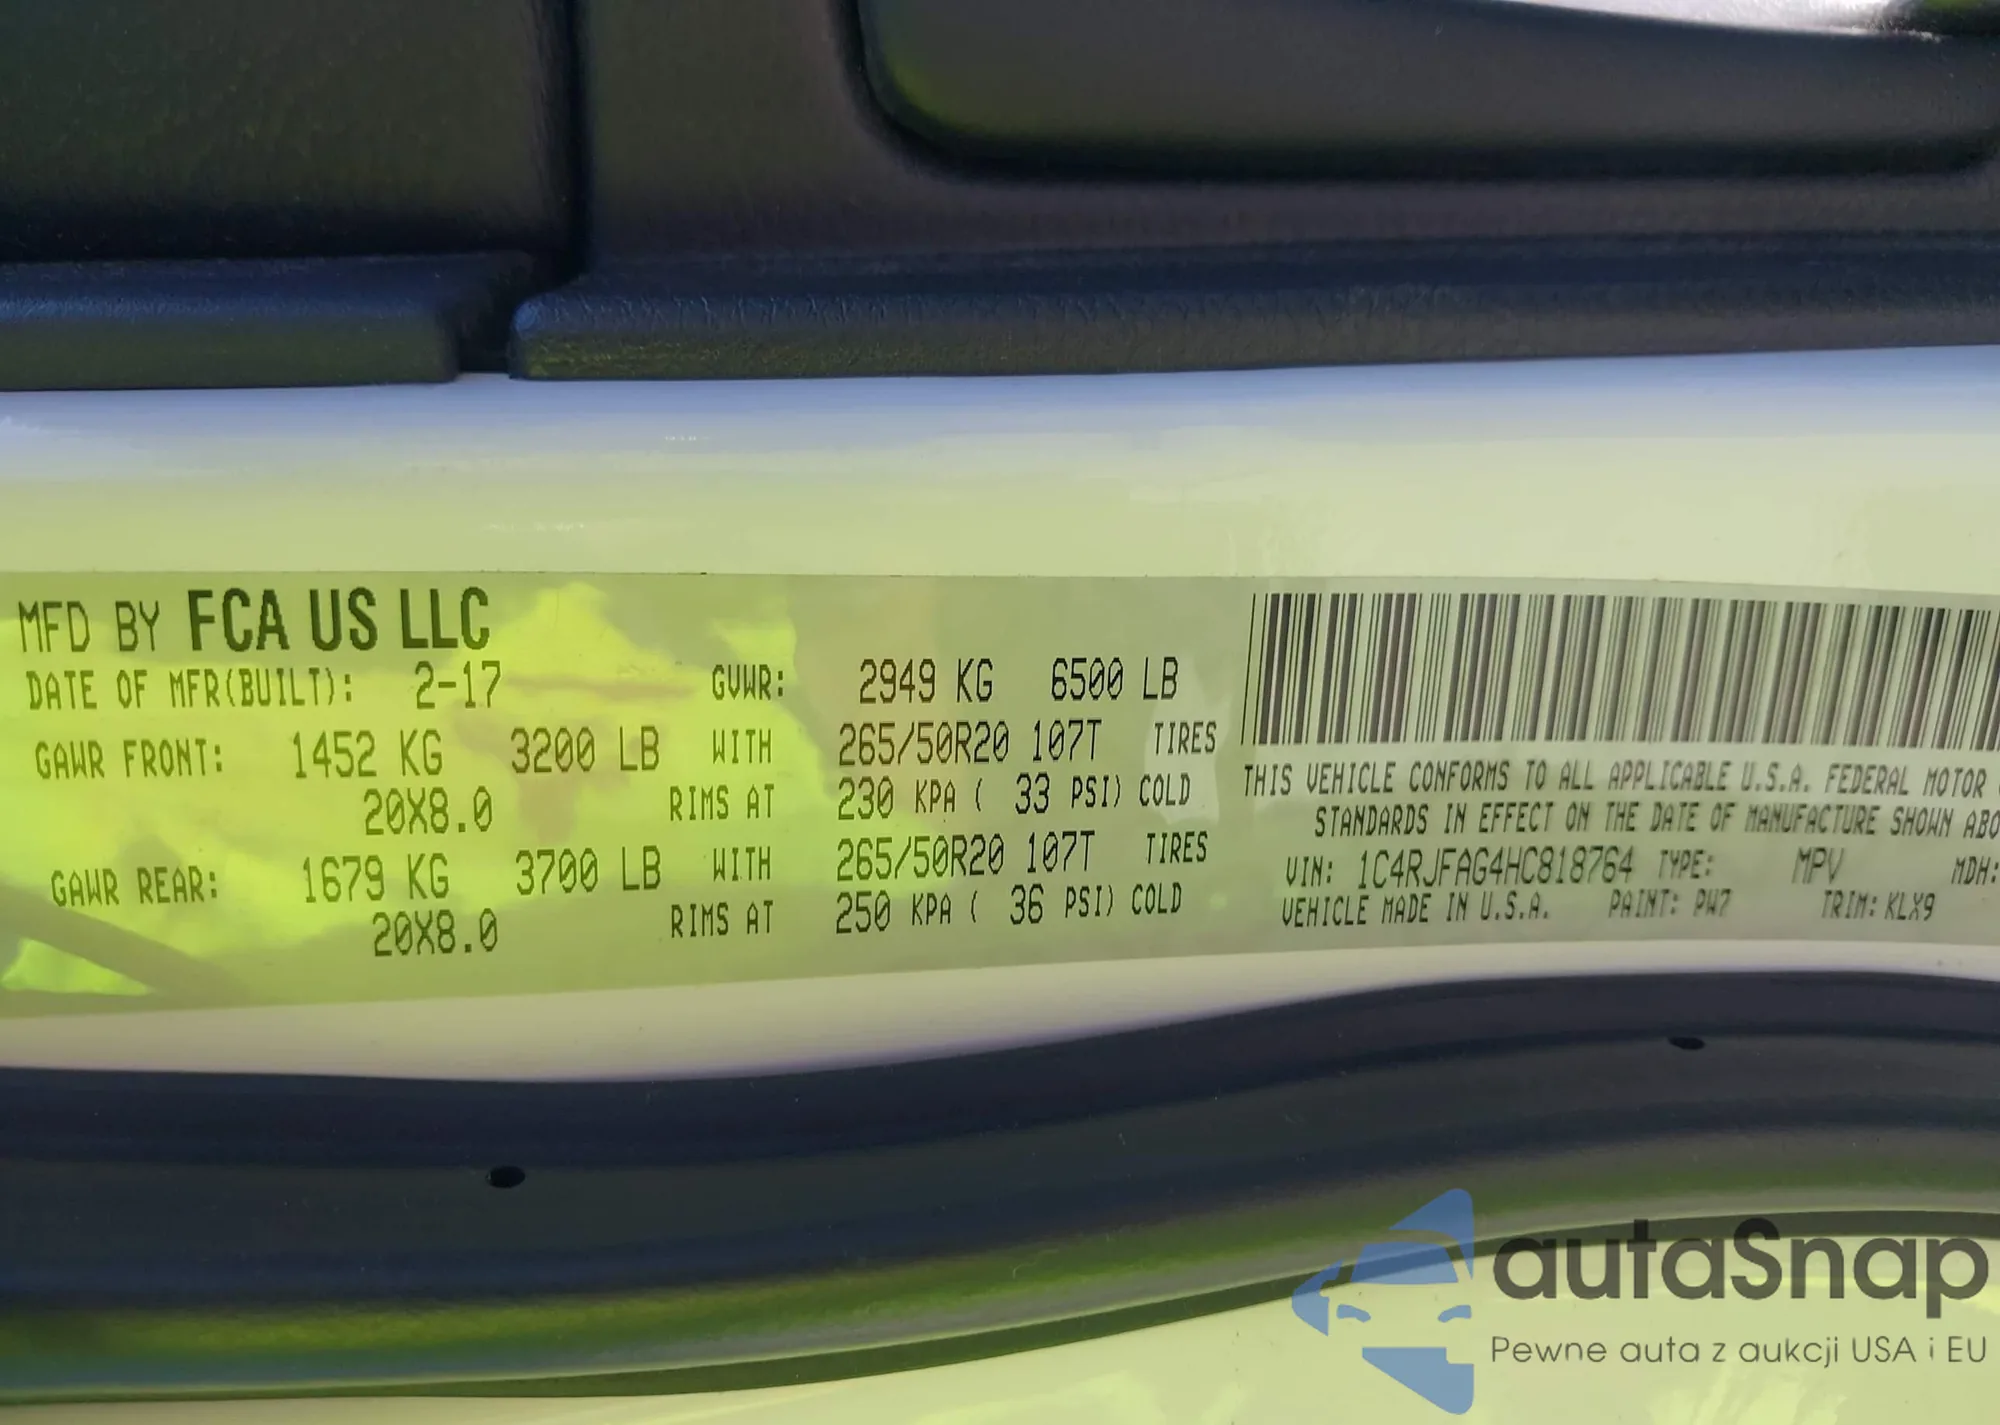 MFD BY FCA US LLC
DATE OF MFR(BUILT): 2-17 GVWR: 2949 KG 6500 LB
GAWR FRONT: 1452 KG 3200 LB WITH 265/50R20 107T TIRES
20X8.0 RIMS AT 230 KPA ( 33 PSI) COLD
GAWR REAR: 1679 KG 3700 LB WITH 265/50R20 107T TIRES
20X8.0 RIMS AT 250 KPA ( 36 PSI) COLD
THIS VEHICLE CONFORMS TO ALL APPLICABLE U.S.A. FEDERAL MOTOR
STANDARDS IN EFFECT ON THE DATE OF MANUFACTURE SHOWN ABO
VIN: 1C4RJFAG4HC818764 TYPE: MPV MDH:
VEHICLE MADE IN U.S.A. PAINT: PW7 TRIM: KLX9
autaSnap
Pewne auta z aukcji USA i EU